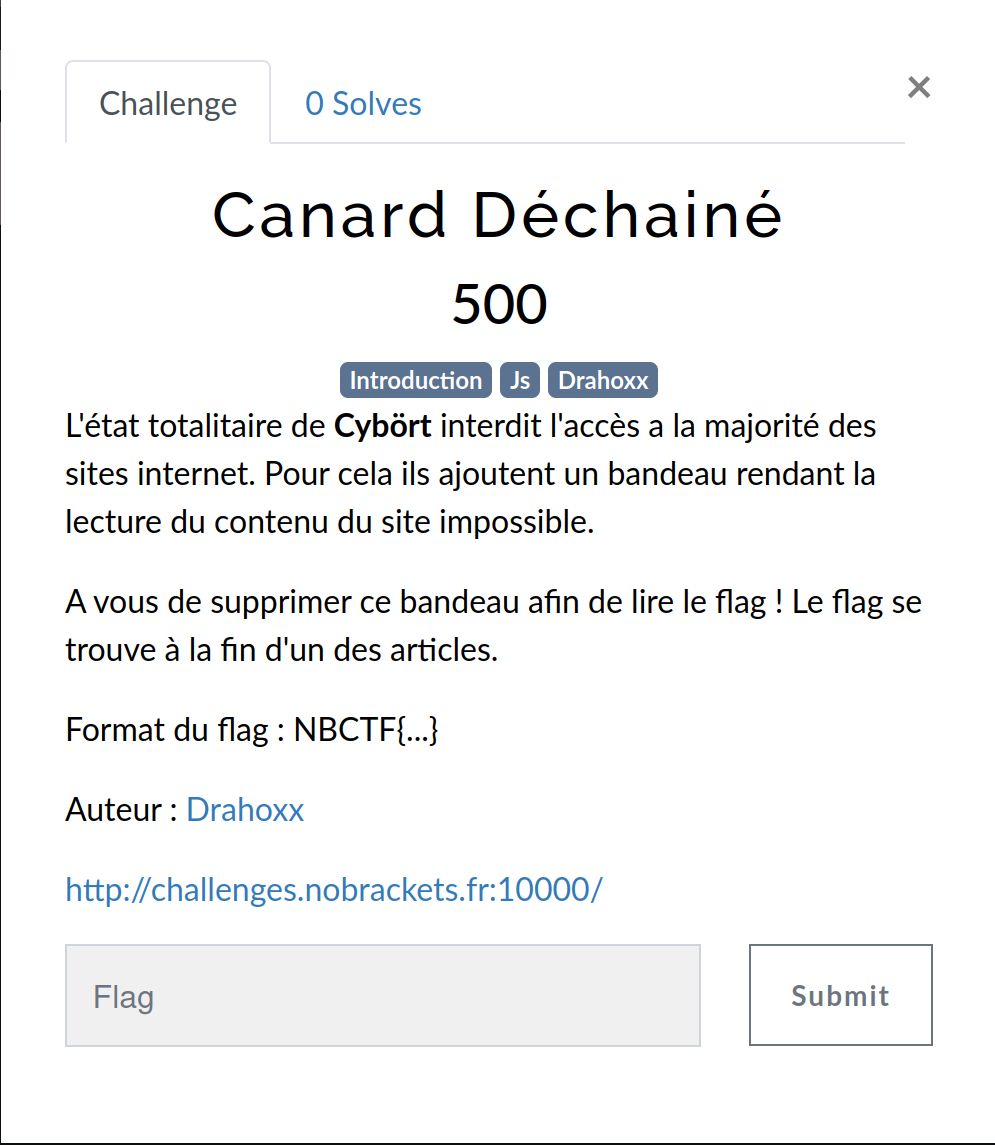 Challenge
0 Solves
×
Canard Déchainé
500
Introduction Js Drahoxx
L'état totalitaire de Cybört interdit l'accès a la majorité des
sites internet. Pour cela ils ajoutent un bandeau rendant la
lecture du contenu du site impossible.
A vous de supprimer ce bandeau afin de lire le flag ! Le flag se
trouve à la fin d'un des articles.
Format du flag : NBCTF{...}
Auteur : Drahoxx
http://challenges.nobrackets.fr:10000/
Flag
Submit